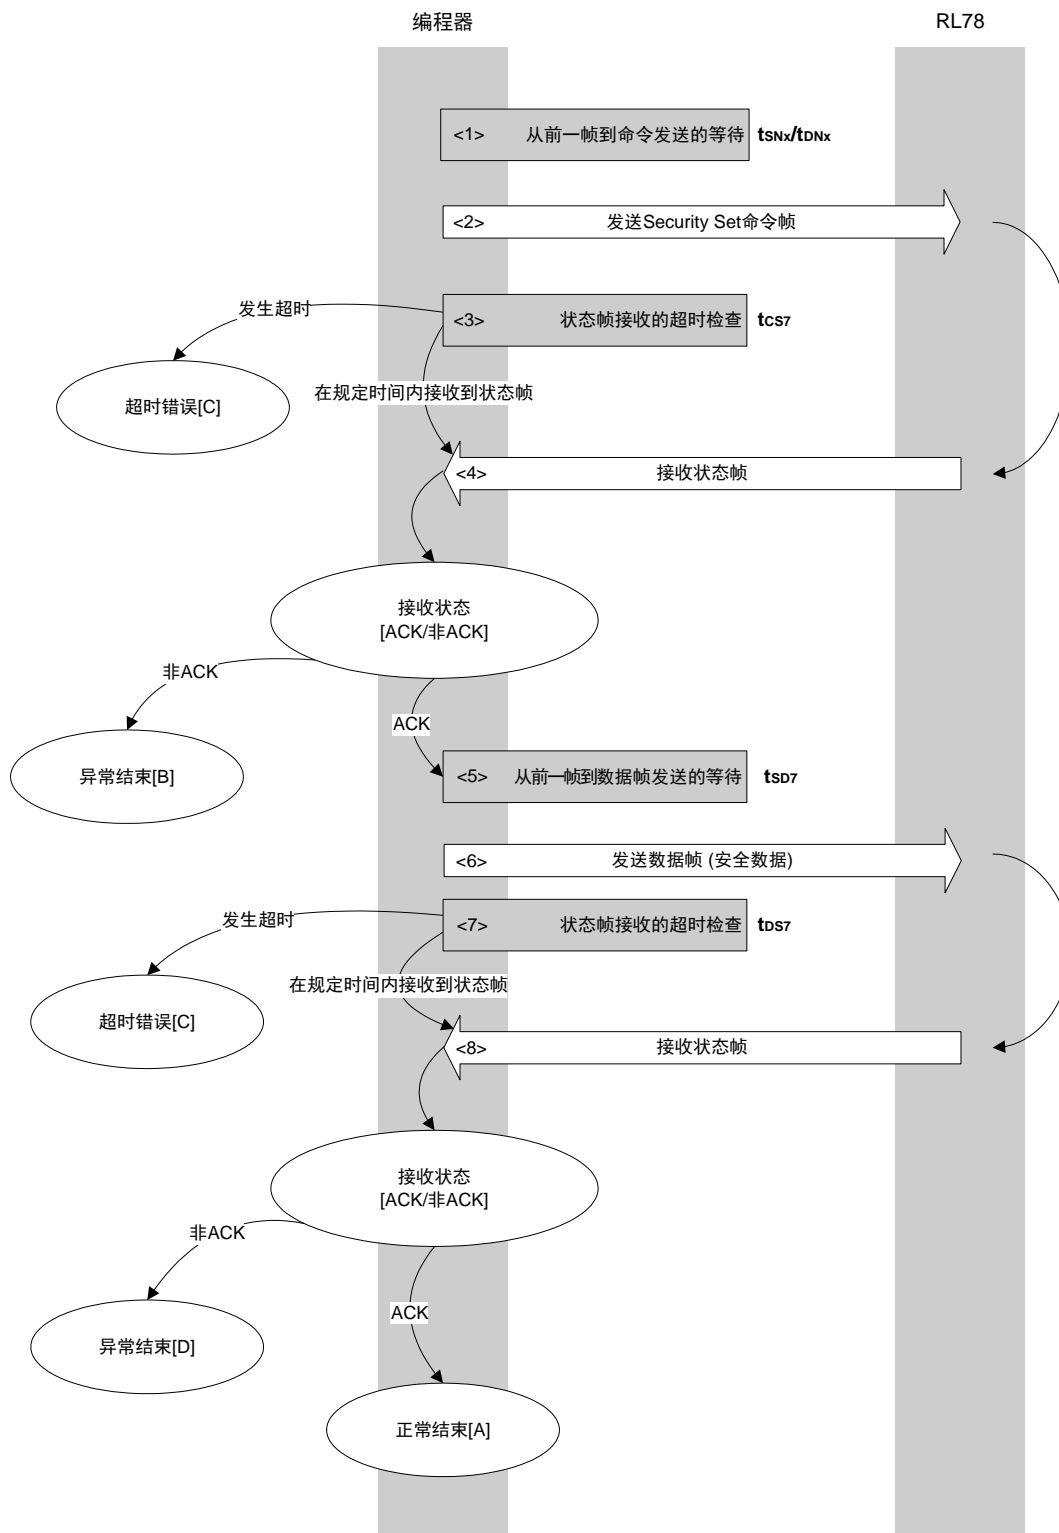 编程器
RL78
<1> 从前一帧到命令发送的等待 tSNx/tDNx
<2> 发送Security Set命令帧
发生超时
<3> 状态帧接收的超时检查 tCS7
超时错误[C]
在规定时间内接收到状态帧
<4> 接收状态帧
接收状态
[ACK/非ACK]
非ACK
ACK
异常结束[B]
<5> 从前一帧到数据帧发送的等待 tSD7
<6> 发送数据帧 (安全数据)
发生超时
<7> 状态帧接收的超时检查 tDS7
在规定时间内接收到状态帧
超时错误[C]
<8> 接收状态帧
接收状态
[ACK/非ACK]
非ACK
ACK
异常结束[D]
正常结束[A]